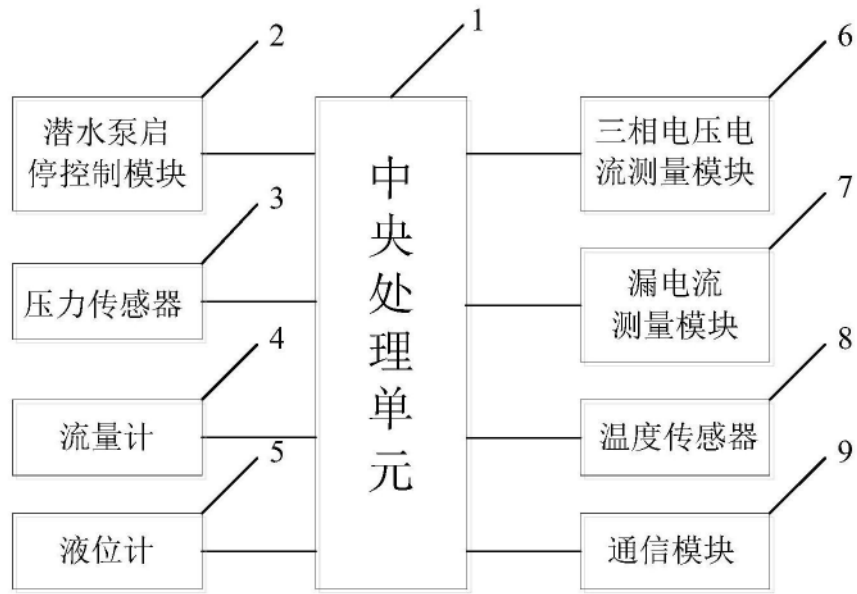 2
潜水泵启
停控制模块
3
压力传感器
4
流量计
5
液位计
1
中央处理单元
6
三相电压电
流测量模块
7
漏电流
测量模块
8
温度传感器
9
通信模块